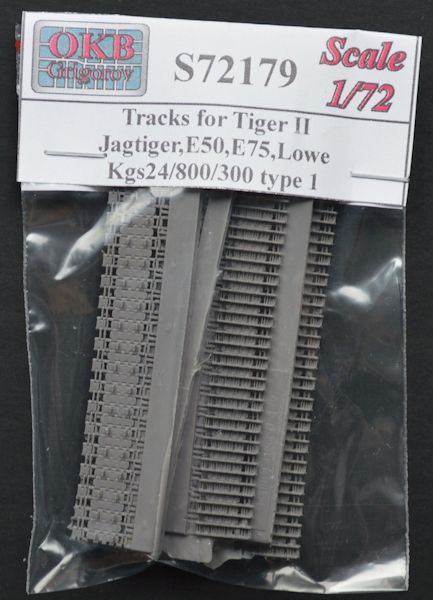 OKB
Grigorov
S72179
Scale
1/72
Tracks for Tiger II
Jagtiger,E50,E75,Lowe
Kgs24/800/300 type 1